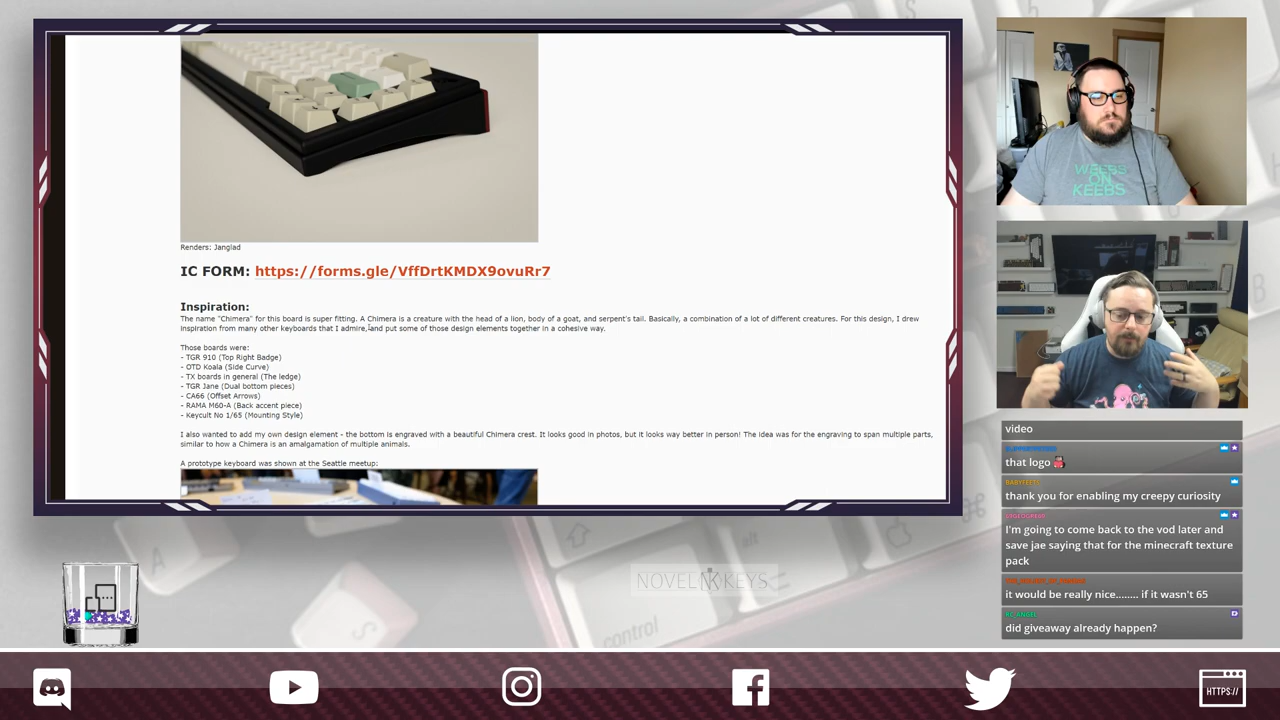 Renders: Janglad
IC FORM: https://forms.gle/VffDrtKMDX9ovuRr7
Inspiration:
The name "Chimera" for this board is super fitting. A Chimera is a creature with the head of a lion, body of a goat, and serpent's tail. Basically, a combination of a lot of different creatures. For this design, I drew
inspiration from many other keyboards that I admire, and put some of those design elements together in a cohesive way.
Those boards were:
- TGR 910 (Top Right Badge)
- OTD Koala (Side Curve)
- TX boards in general (The ledge)
- TGR Jane (Dual bottom pieces)
- CA66 (Offset Arrows)
- RAMA M60-A (Back accent piece)
- Keycult No 1/65 (Mounting Style)
I also wanted to add my own design element - the bottom is engraved with a beautiful Chimera crest. It looks good in photos, but it looks way better in person! The idea was for the engraving to span multiple parts,
similar to how a Chimera is an amalgamation of multiple animals.
A prototype keyboard was shown at the Seattle meetup:
WEEBS
ON
KEEBS
video
that logo
thank you for enabling my creepy curiosity
I'm going to come back to the vod later and
save jae saying that for the minecraft texture
pack
it would be really nice........ if it wasn't 65
did giveaway already happen?
NOVELKEYS
A
S
alt
control
HTTPS://